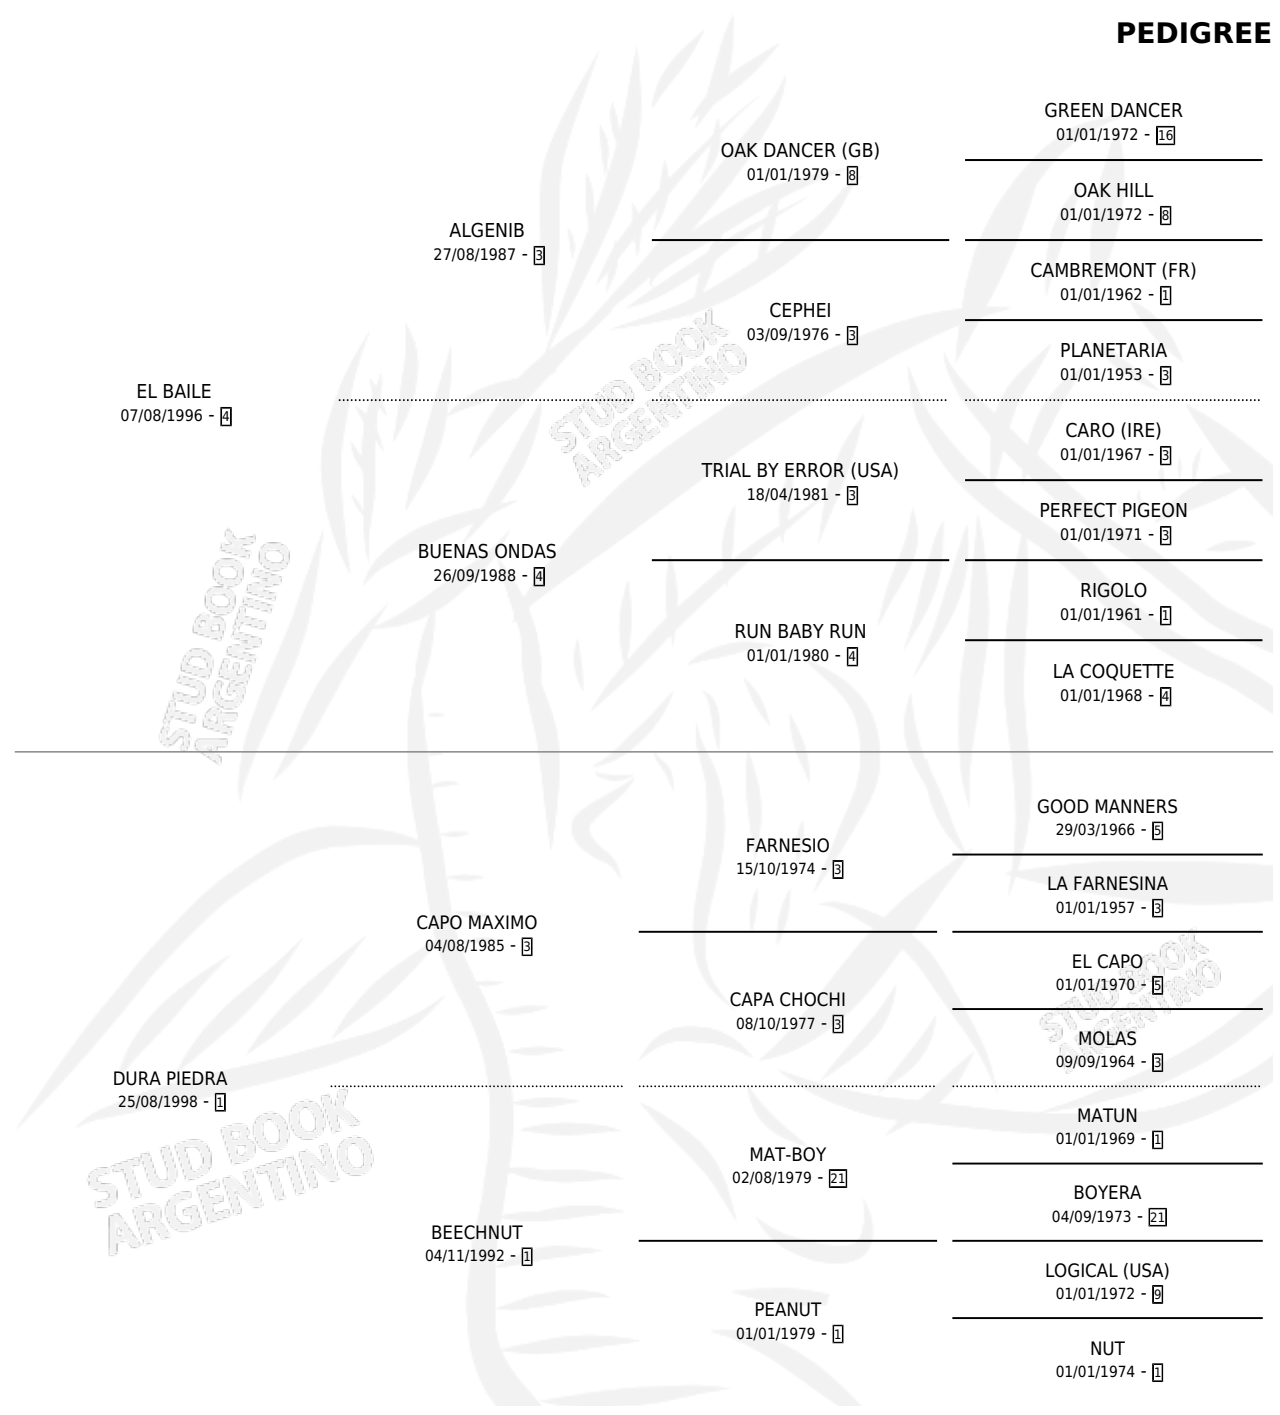 PEDIGREE
GREEN DANCER
01/01/1972 - 16
OAK DANCER (GB)
01/01/1979 - 8
OAK HILL
01/01/1972 - 8
ALGENIB
27/08/1987 - 3
CAMBREMONT (FR)
01/01/1962 - 1
CEPHEI
03/09/1976 - 3
PLANETARIA
01/01/1953 - 3
EL BAILE
07/08/1996 - 4
CARO (IRE)
01/01/1967 - 3
TRIAL BY ERROR (USA)
18/04/1981 - 3
PERFECT PIGEON
01/01/1971 - 3
BUENAS ONDAS
26/09/1988 - 4
RIGOLO
01/01/1961 - 1
RUN BABY RUN
01/01/1980 - 4
LA COQUETTE
01/01/1968 - 4
GOOD MANNERS
29/03/1966 - 5
FARNESIO
15/10/1974 - 3
LA FARNESINA
01/01/1957 - 3
CAPO MAXIMO
04/08/1985 - 3
EL CAPO
01/01/1970 - 5
CAPA CHOCHI
08/10/1977 - 3
MOLAS
09/09/1964 - 3
DURA PIEDRA
25/08/1998 - 1
MATUN
01/01/1969 - 1
MAT-BOY
02/08/1979 - 21
BOYERA
04/09/1973 - 21
BEECHNUT
04/11/1992 - 1
LOGICAL (USA)
01/01/1972 - 9
PEANUT
01/01/1979 - 1
NUT
01/01/1974 - 1
STUD BOOK
ARGENTINO
STUD BOOK
ARGENTINO
STUD BOOK
ARGENTINO
STUD BOOK
ARGENTINO